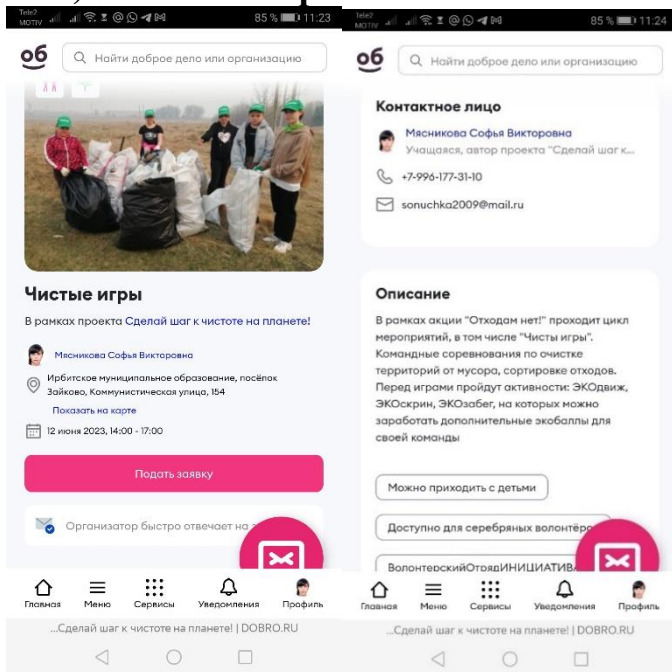 Tele2
MOTIV
85 % 11:23
об
Найти доброе дело или организацию
Чистые игры
В рамках проекта Сделай шаг к чистоте на планете!
Мясникова Софья Викторовна
Ирбитское муниципальное образование, посёлок
Зайково, Коммунистическая улица, 154
Показать на карте
12 июня 2023, 14:00 - 17:00
Подать заявку
Организатор быстро отвечает на
Главная Меню Сервисы Уведомления Профиль
...Сделай шаг к чистоте на планете! | DOBRO.RU
Tele2
MOTIV
85 % 11:24
об
Найти доброе дело или организацию
Контактное лицо
Мясникова Софья Викторовна
Учащаяся, автор проекта "Сделай шаг к...
+7-996-177-31-10
sonuchka2009@mail.ru
Описание
В рамках акции "Отходам нет!" проходит цикл
мероприятий, в том числе "Чисты игры".
Командные соревнования по очистке
территорий от мусора, сортировке отходов.
Перед играми пройдут активности: ЭКОдвиж,
ЭКОскрин, ЭКОзабег, на которых можно
заработать дополнительные экобаллы для
своей команды
Можно приходить с детьми
Доступно для серебряных волонтёро
ВолонтерскийОтрядИНИЦИАТИВА
Главная Меню Сервисы Уведомления Профиль
...Сделай шаг к чистоте на планете! | DOBRO.RU